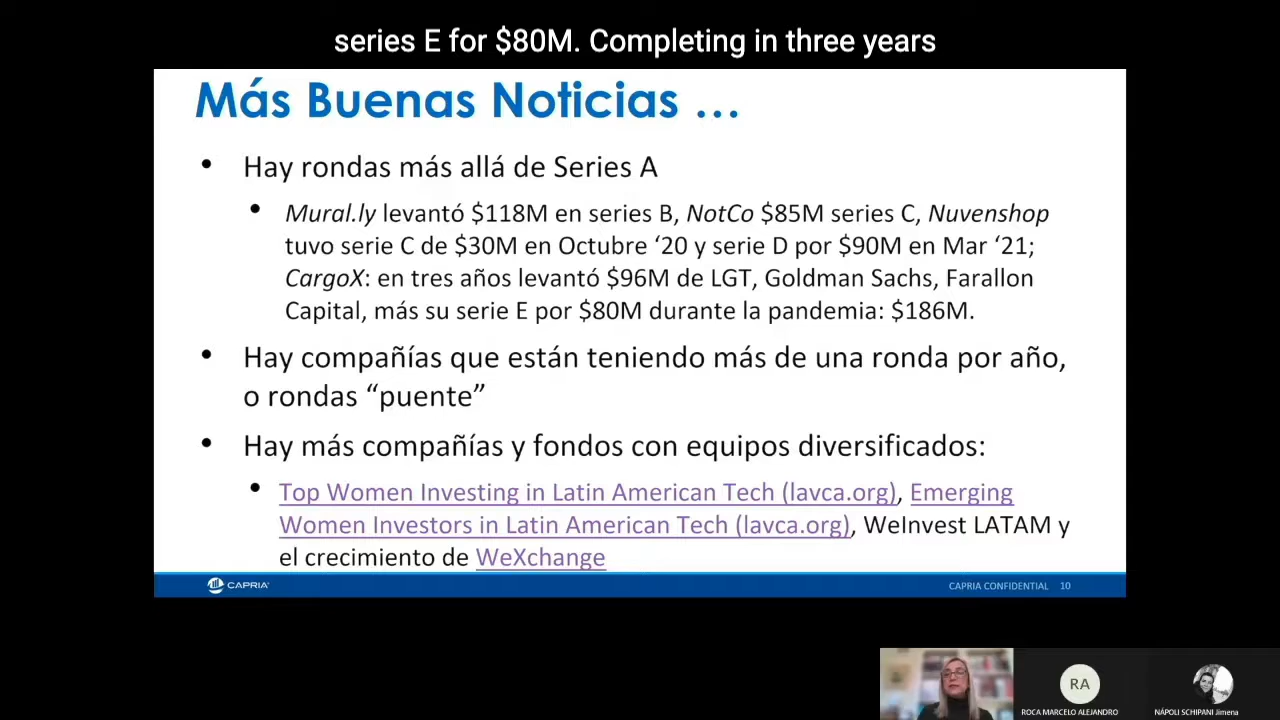 series E for $80M. Completing in three years
Más Buenas Noticias ...
• Hay rondas más allá de Series A
• Mural.ly levantó $118M en series B, NotCo $85M series C, Nuvenshop
tuvo serie C de $30M en Octubre ‘20 y serie D por $90M en Mar ‘21;
CargoX: en tres años levantó $96M de LGT, Goldman Sachs, Farallon
Capital, más su serie E por $80M durante la pandemia: $186M.
• Hay compañías que están teniendo más de una ronda por año,
o rondas “puente”
• Hay más compañías y fondos con equipos diversificados:
• Top Women Investing in Latin American Tech (lavca.org), Emerging
Women Investors in Latin American Tech (lavca.org), WeInvest LATAM y
el crecimiento de WeXchange
CAPRIA
CAPRIA CONFIDENTIAL 10
RA
ROCA MARCELO ALEJANDRO
NÁPOLI SCHIPANI Jimena